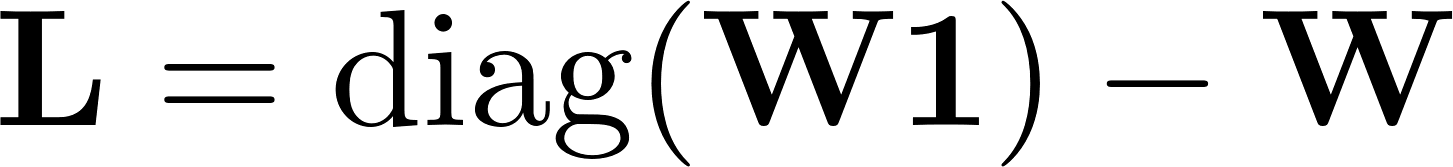 L = diag(W1) − W